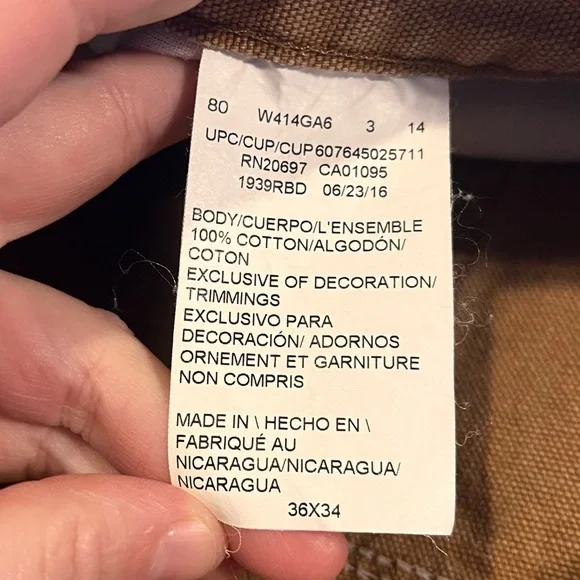 80 W414GA6 3 14
UPC/CUP/CUP607645025711
RN20697 CA01095
1939RBD 06/23/16
BODY/CUERPO/L'ENSEMBLE
100% COTTON/ALGODÓN/
COTON
EXCLUSIVE OF DECORATION/
TRIMMINGS
EXCLUSIVO PARA
DECORACIÓN/ ADORNOS
ORNEMENT ET GARNITURE
NON COMPRIS
MADE IN \ HECHO EN \
FABRIQUÉ AU
NICARAGUA/NICARAGUA/
NICARAGUA
36X34